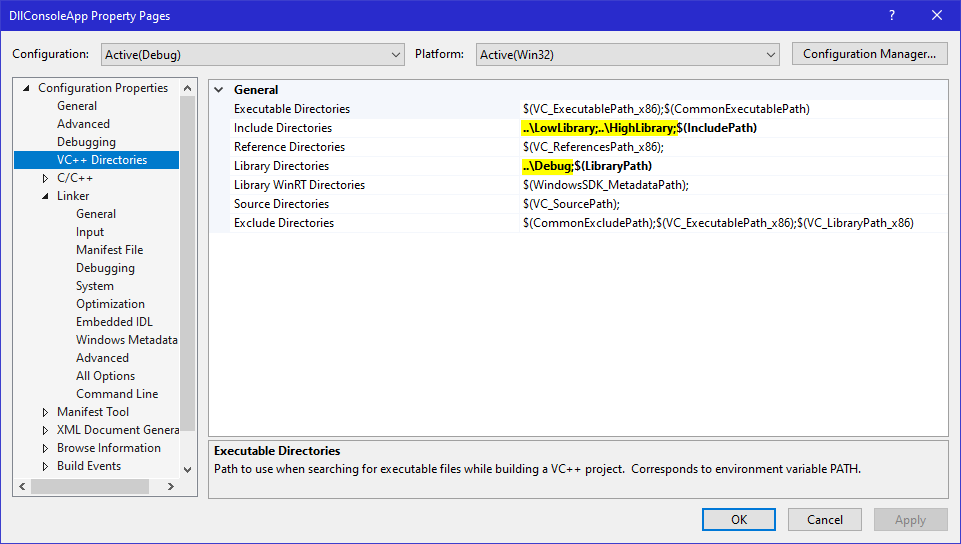 DllConsoleApp Property Pages
Configuration: Active(Debug) Platform: Active(Win32) Configuration Manager...
Configuration Properties
General
Advanced
Debugging
VC++ Directories
C/C++
Linker
General
Input
Manifest File
Debugging
System
Optimization
Embedded IDL
Windows Metadata
Advanced
All Options
Command Line
Manifest Tool
XML Document Genera
Browse Information
Build Events
General
Executable Directories $(VC_ExecutablePath_x86);$(CommonExecutablePath)
Include Directories ..\LowLibrary;..\HighLibrary;$(IncludePath)
Reference Directories $(VC_ReferencesPath_x86);
Library Directories ..\Debug;$(LibraryPath)
Library WinRT Directories $(WindowsSDK_MetadataPath);
Source Directories $(VC_SourcePath);
Exclude Directories $(CommonExcludePath);$(VC_ExecutablePath_x86);$(VC_LibraryPath_x86)
Executable Directories
Path to use when searching for executable files while building a VC++ project.  Corresponds to environment variable PATH.
OK Cancel Apply